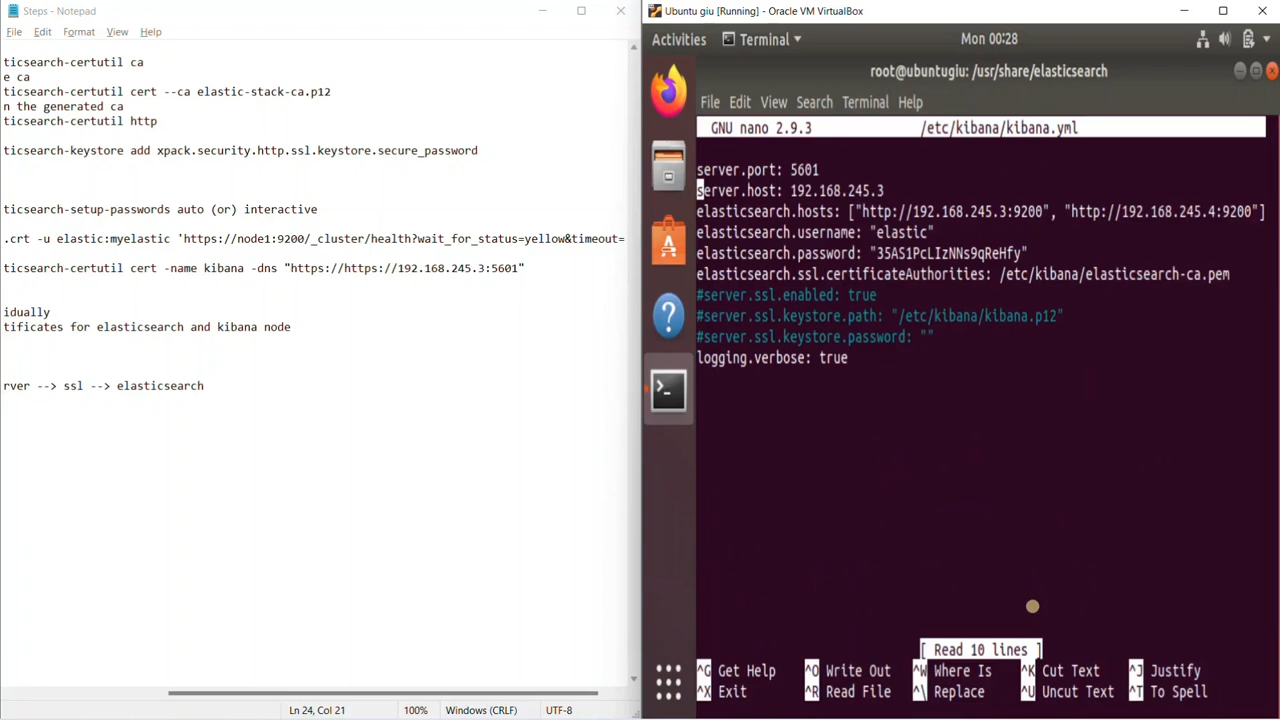 Steps - Notepad
File Edit Format View Help
ticsearch-certutil ca
e ca
ticsearch-certutil cert --ca elastic-stack-ca.p12
n the generated ca
ticsearch-certutil http
ticsearch-keystore add xpack.security.http.ssl.keystore.secure_password
ticsearch-setup-passwords auto (or) interactive
.crt -u elastic:myelastic 'https://node1:9200/_cluster/health?wait_for_status=yellow&timeout=
ticsearch-certutil cert -name kibana -dns "https://https://192.168.245.3:5601"
idually
tificates for elasticsearch and kibana node
rver --> ssl --> elasticsearch
Ln 24, Col 21 100% Windows (CRLF) UTF-8
Ubuntu giu [Running] - Oracle VM VirtualBox
Activities Terminal Mon 00:28
root@ubuntugiu: /usr/share/elasticsearch
File Edit View Search Terminal Help
GNU nano 2.9.3 /etc/kibana/kibana.yml
server.port: 5601
server.host: 192.168.245.3
elasticsearch.hosts: ["http://192.168.245.3:9200", "http://192.168.245.4:9200"]
elasticsearch.username: "elastic"
elasticsearch.password: "35AS1PcLIzNNs9qReHfy"
elasticsearch.ssl.certificateAuthorities: /etc/kibana/elasticsearch-ca.pem
#server.ssl.enabled: true
#server.ssl.keystore.path: "/etc/kibana/kibana.p12"
#server.ssl.keystore.password: ""
logging.verbose: true
[ Read 10 lines ]
^G Get Help ^O Write Out ^W Where Is ^K Cut Text ^J Justify
^X Exit ^R Read File ^\ Replace ^U Uncut Text ^T To Spell